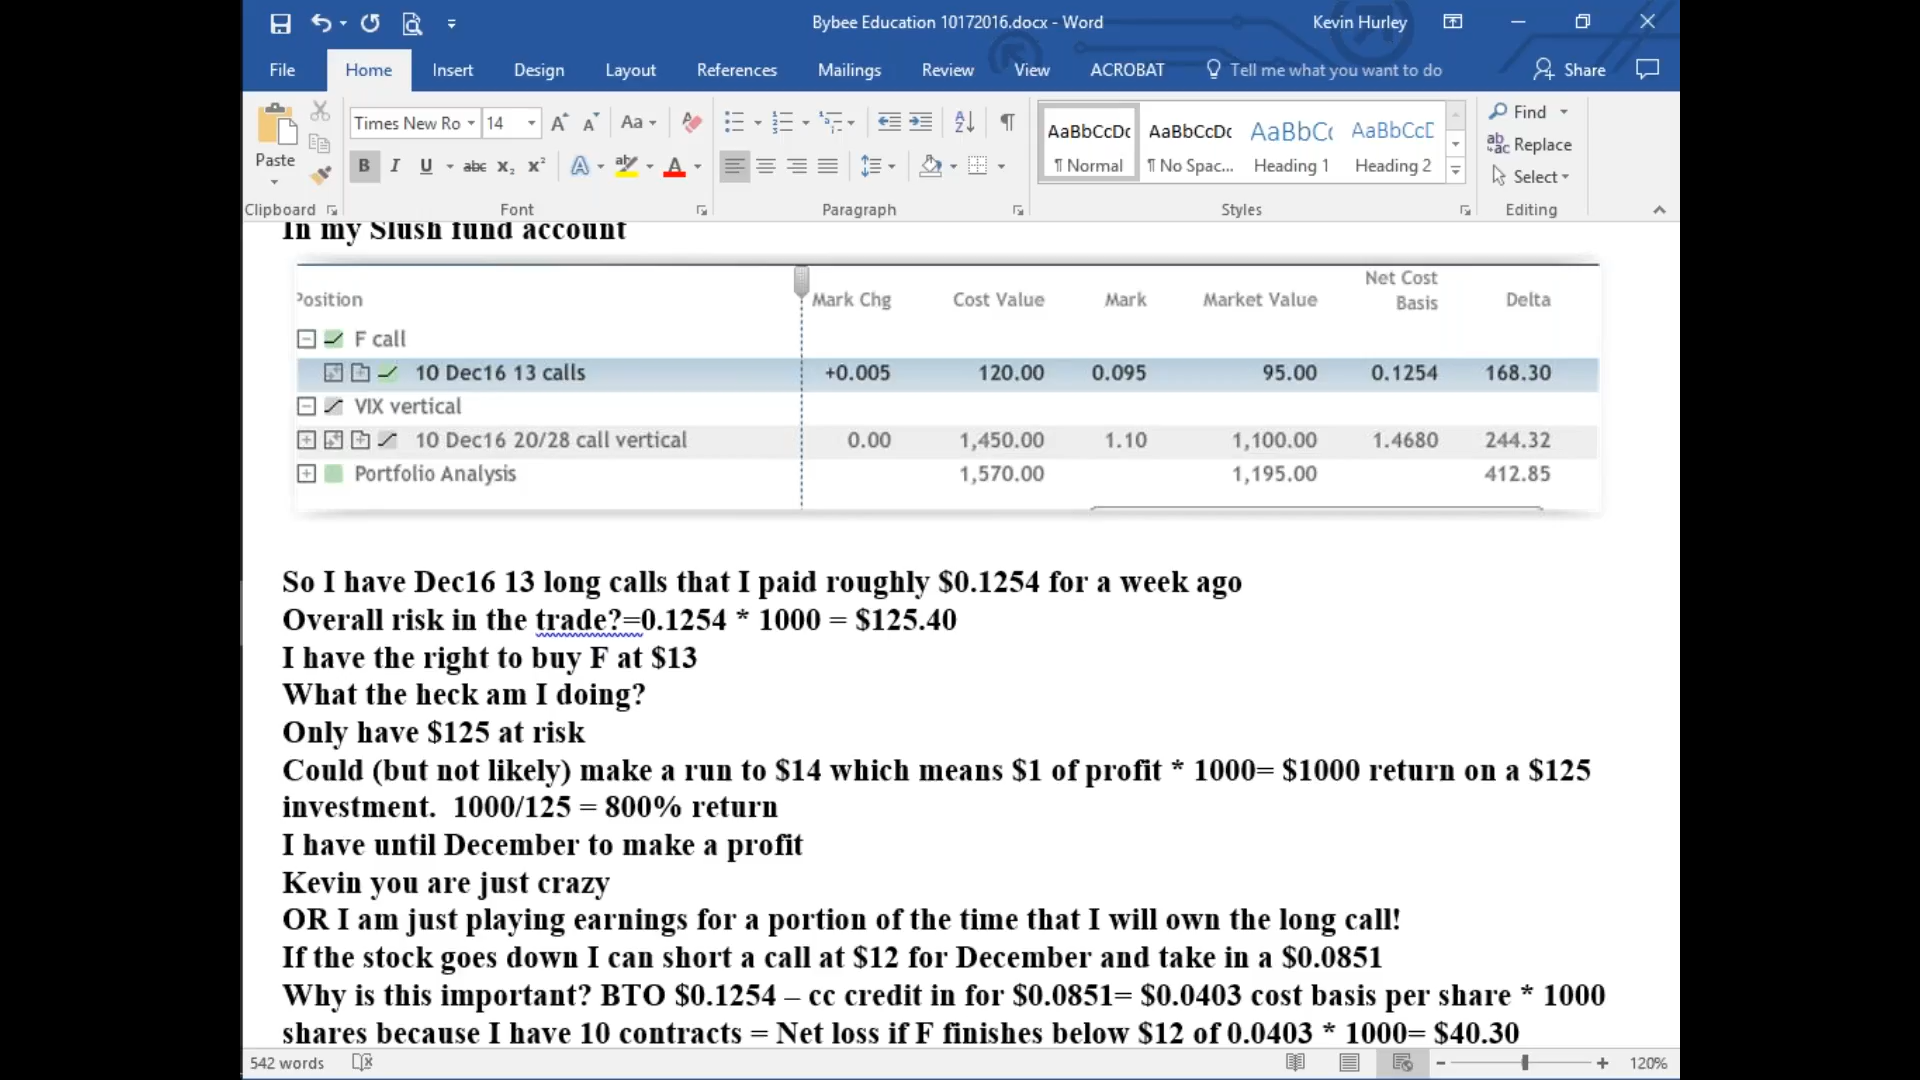 Bybee Education 10172016.docx - Word
Kevin Hurley
File Home Insert Design Layout References Mailings Review View ACROBAT Tell me what you want to do Share
Paste
Times New Ro 14
Aa
B I U abc x₂ x²
AaBbCcDc AaBbCcDc AaBbCc AaBbCcE
¶ Normal ¶ No Spac... Heading 1 Heading 2
Find
Replace
Select
Clipboard Font Paragraph Styles Editing
In my Slush fund account
Position Mark Chg Cost Value Mark Market Value Net Cost Basis Delta
F call
10 Dec16 13 calls +0.005 120.00 0.095 95.00 0.1254 168.30
VIX vertical
10 Dec16 20/28 call vertical 0.00 1,450.00 1.10 1,100.00 1.4680 244.32
Portfolio Analysis 1,570.00 1,195.00 412.85
So I have Dec16 13 long calls that I paid roughly $0.1254 for a week ago
Overall risk in the trade?=0.1254 * 1000 = $125.40
I have the right to buy F at $13
What the heck am I doing?
Only have $125 at risk
Could (but not likely) make a run to $14 which means $1 of profit * 1000= $1000 return on a $125
investment.  1000/125 = 800% return
I have until December to make a profit
Kevin you are just crazy
OR I am just playing earnings for a portion of the time that I will own the long call!
If the stock goes down I can short a call at $12 for December and take in a $0.0851
Why is this important? BTO $0.1254 – cc credit in for $0.0851= $0.0403 cost basis per share * 1000
shares because I have 10 contracts = Net loss if F finishes below $12 of 0.0403 * 1000= $40.30
542 words
120%